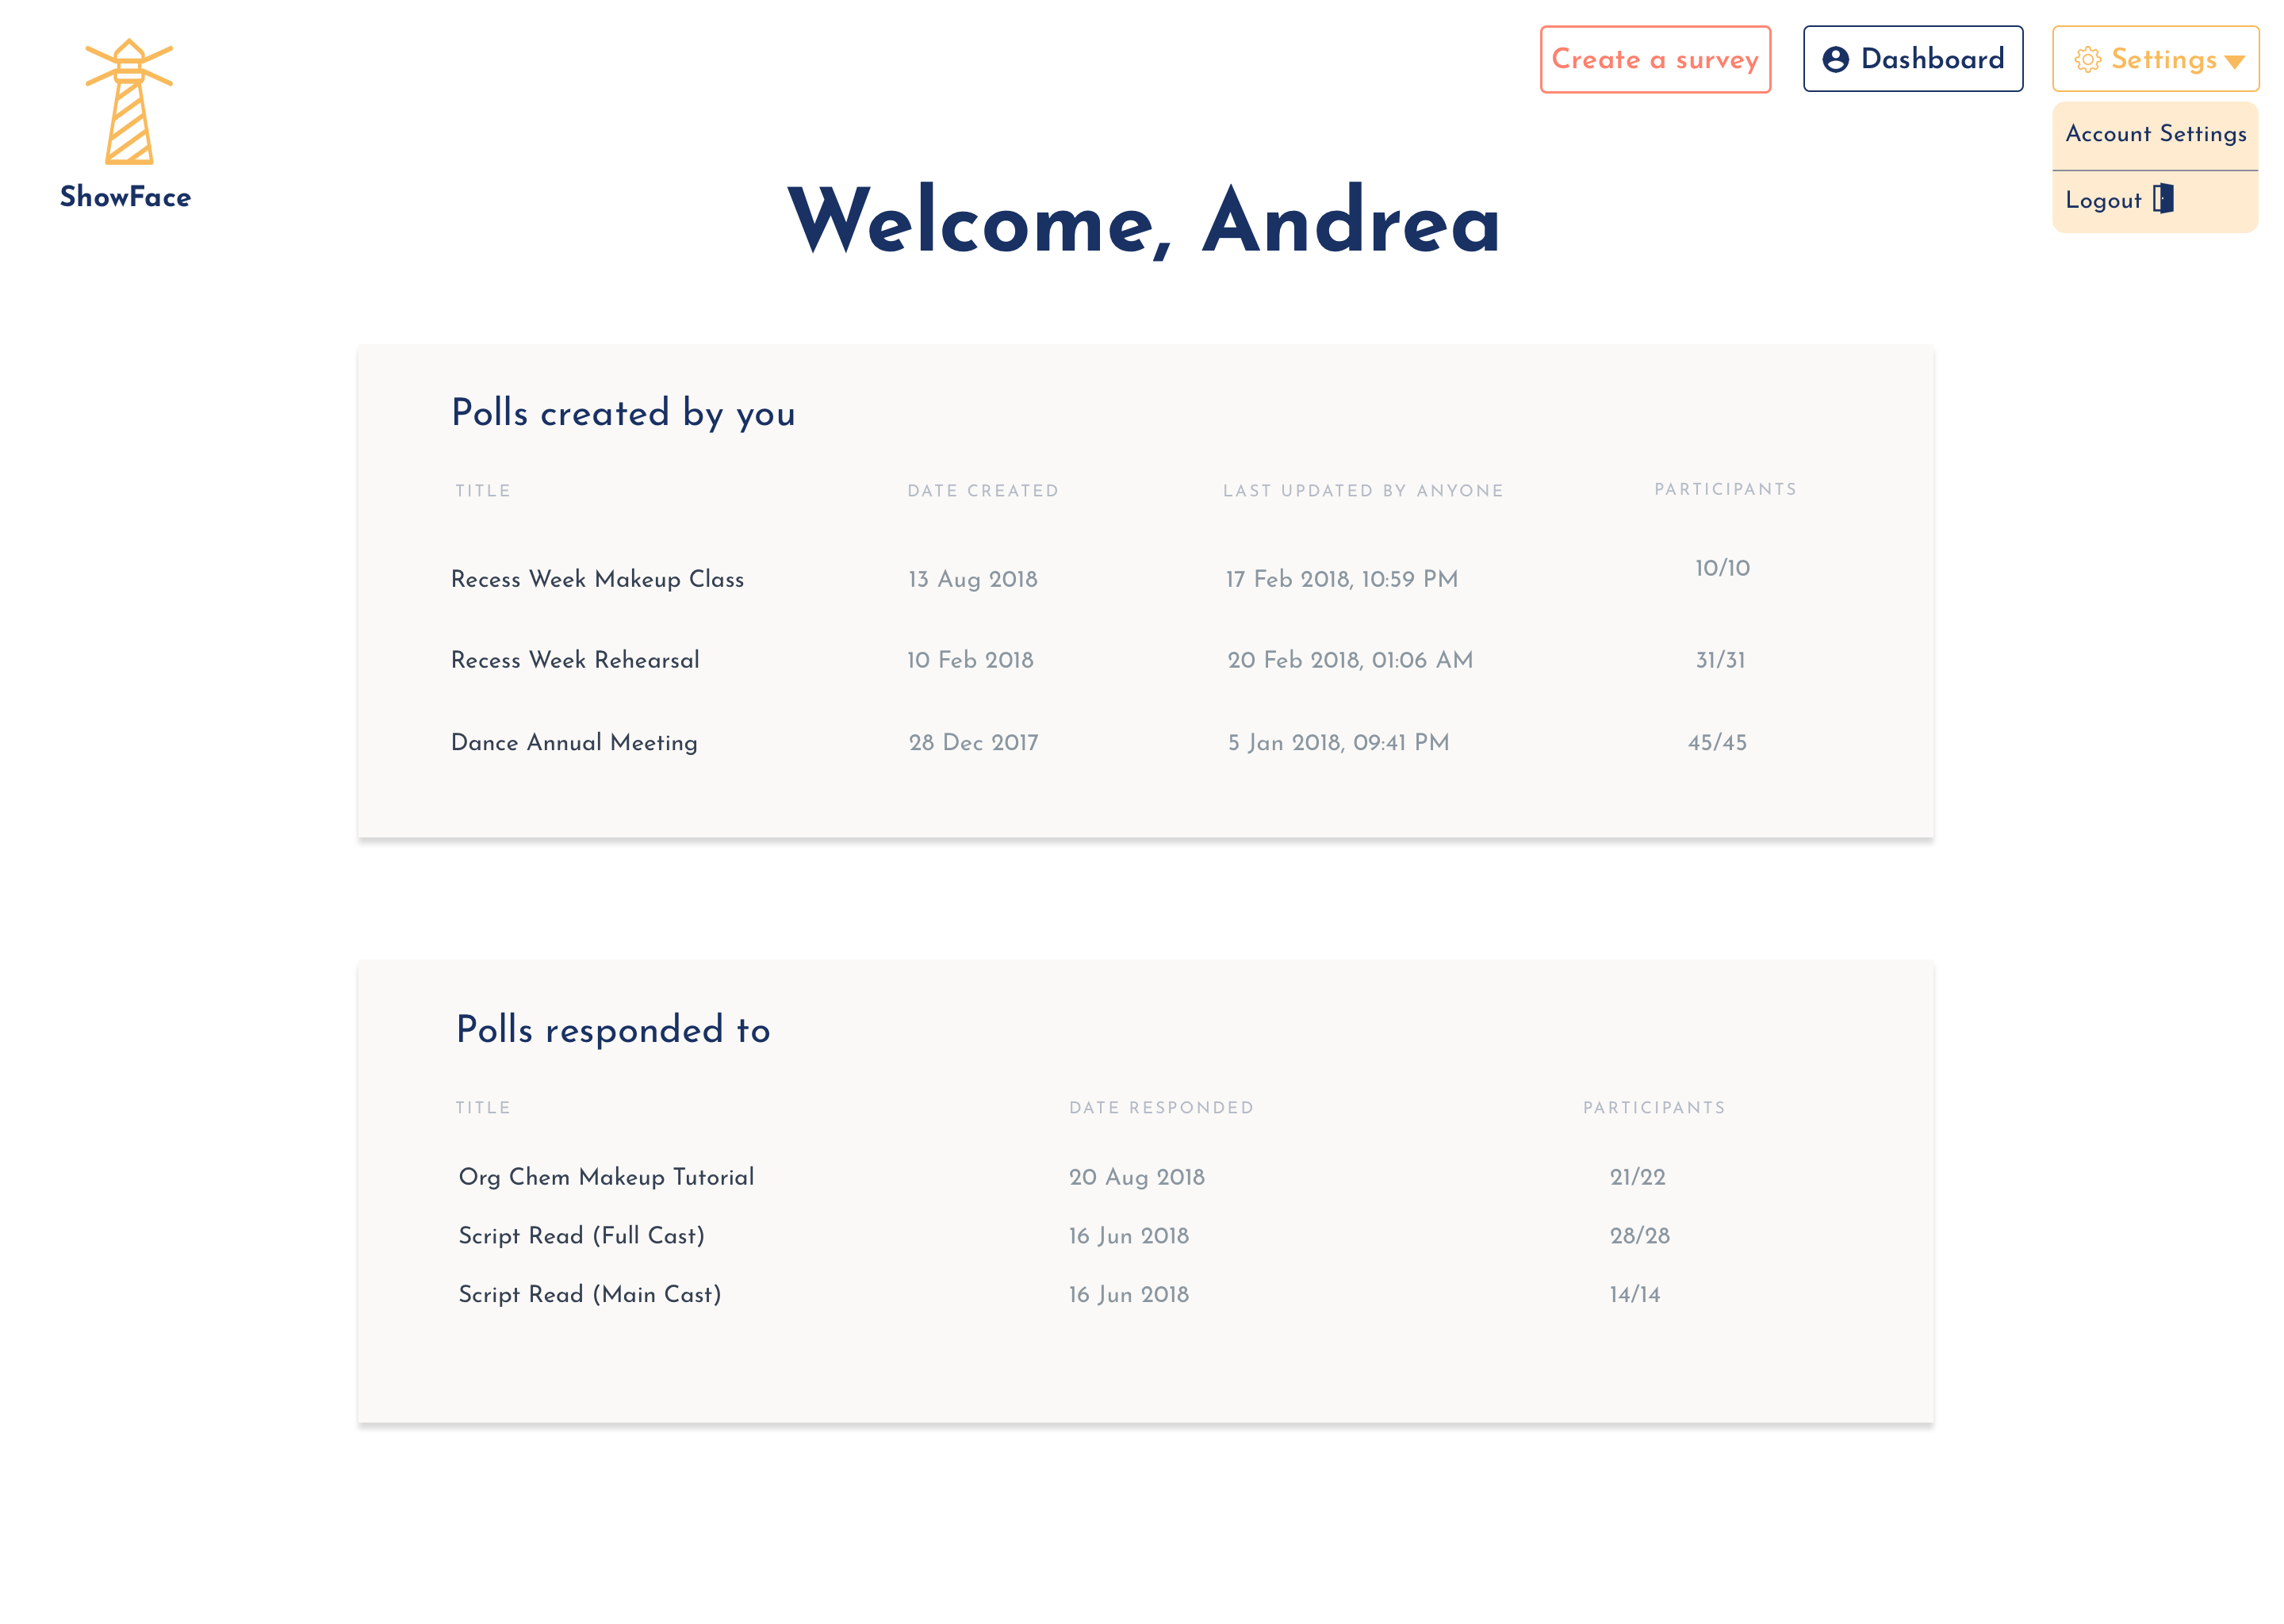 ShowFace
Create a survey
Dashboard
Settings
Account Settings
Logout
Welcome, Andrea
Polls created by you
TITLE DATE CREATED LAST UPDATED BY ANYONE PARTICIPANTS
Recess Week Makeup Class 13 Aug 2018 17 Feb 2018, 10:59 PM 10/10
Recess Week Rehearsal 10 Feb 2018 20 Feb 2018, 01:06 AM 31/31
Dance Annual Meeting 28 Dec 2017 5 Jan 2018, 09:41 PM 45/45
Polls responded to
TITLE DATE RESPONDED PARTICIPANTS
Org Chem Makeup Tutorial 20 Aug 2018 21/22
Script Read (Full Cast) 16 Jun 2018 28/28
Script Read (Main Cast) 16 Jun 2018 14/14